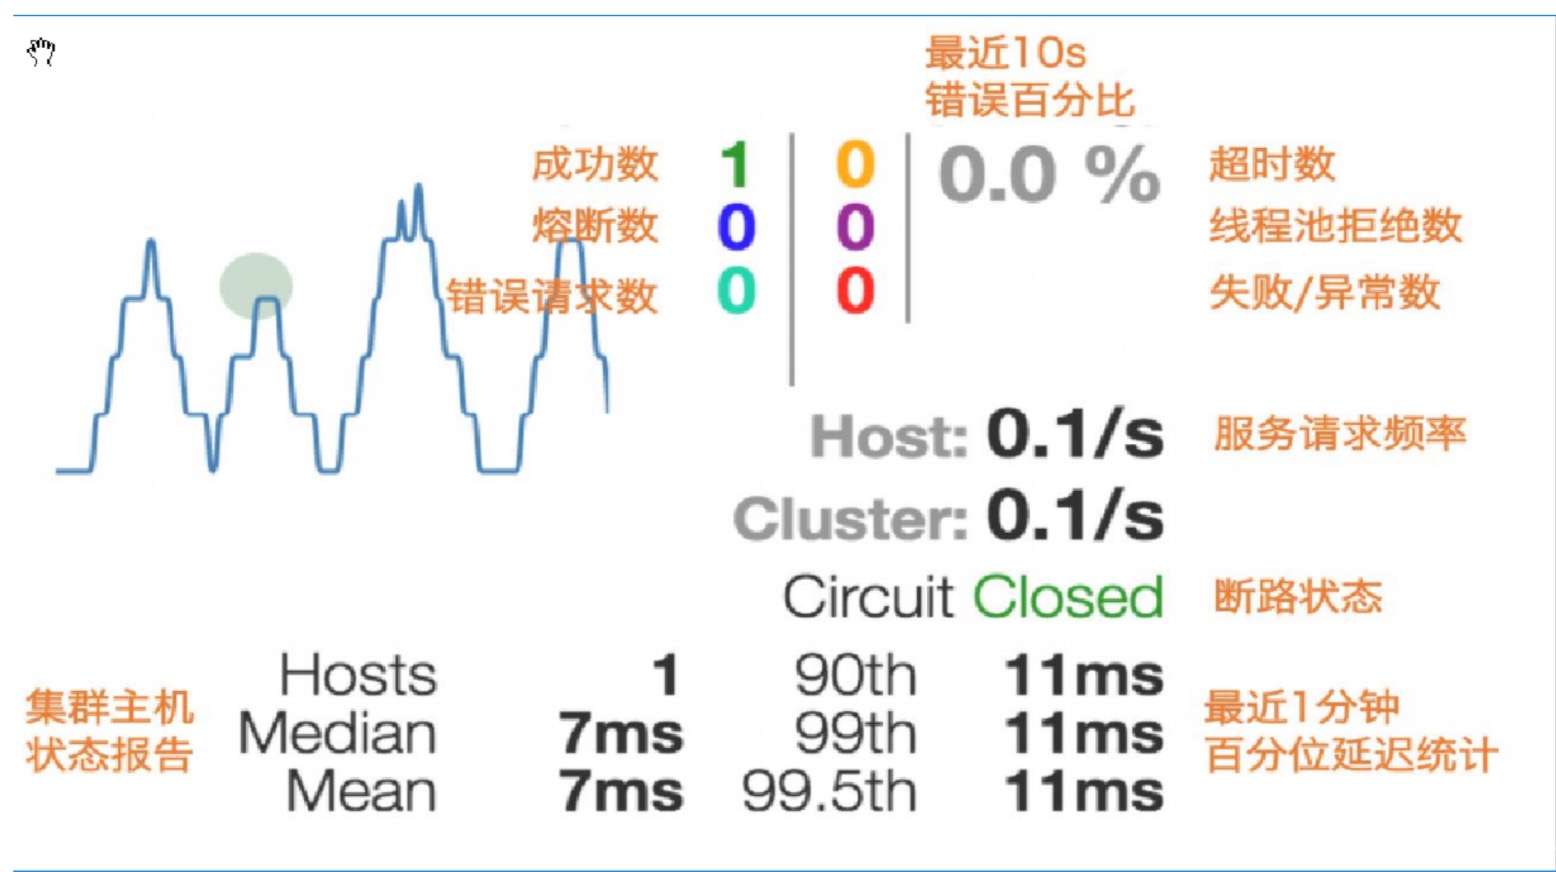 最近10s
错误百分比
成功数 1 0 0.0 % 超时数
熔断数 0 0 线程池拒绝数
错误请求数 0 0 失败/异常数
Host: 0.1/s 服务请求频率
Cluster: 0.1/s
Circuit Closed 断路状态
集群主机
状态报告
Hosts 1 90th 11ms
Median 7ms 99th 11ms
Mean 7ms 99.5th 11ms
最近1分钟
百分位延迟统计